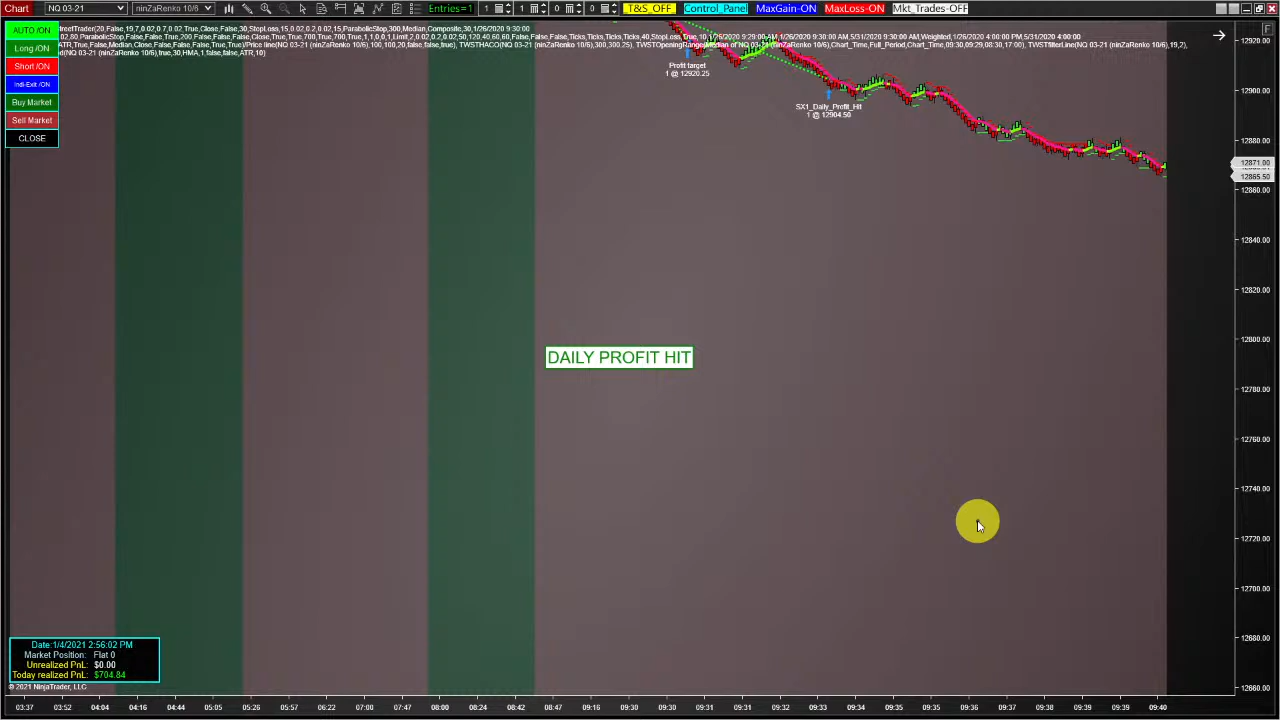 Chart NQ 03-21 ninZaRenko 10/6 Entries=1 1 1 0 0 T&S_OFF Control_Panel MaxGain-ON MaxLoss-ON Mkt_Trades-OFF
AUTO /ON
Long /ON
Short /ON
Indi-Exit /ON
Buy Market
Sell Market
CLOSE
F
Profit target
1 @ 12920.25
SX1_Daily_Profit_Hit
1 @ 12904.50
12920.00
12900.00
12880.00
12871.00
12865.50
12860.00
12840.00
12820.00
12800.00
12780.00
12760.00
12740.00
12720.00
12700.00
12680.00
12660.00
DAILY PROFIT HIT
Date:1/4/2021 2:56:02 PM
Market Position: Flat 0
Unrealized PnL: $0.00
Today realized PnL: $704.84
© 2021 NinjaTrader, LLC
03:37 03:52 04:04 04:16 04:44 05:05 05:26 05:57 07:00 07:47 08:24 08:42 08:47 09:16 09:30 09:30 09:31 09:31 09:32 09:33 09:34 09:35 09:35 09:36 09:37 09:38 09:39 09:39 09:40